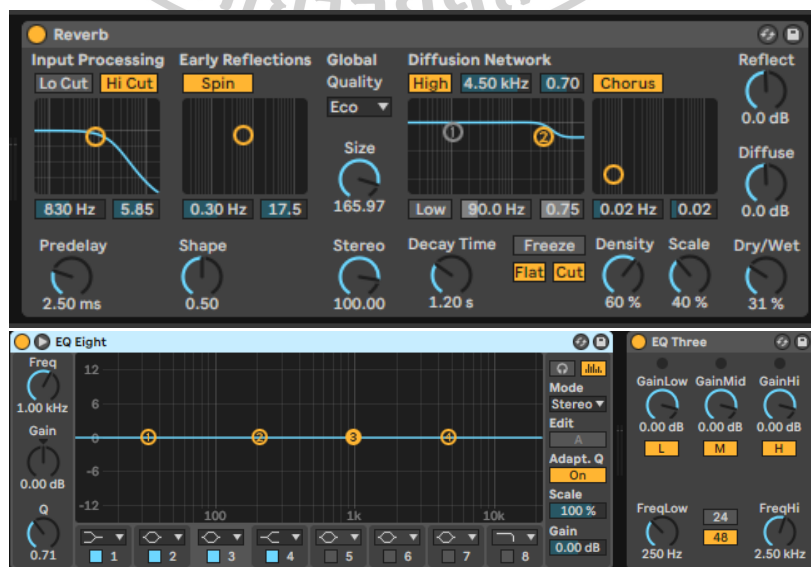 Reverb
Input Processing Early Reflections Global Diffusion Network Reflect
Lo Cut Hi Cut Spin Quality High 4.50 kHz 0.70 Chorus
Eco
0.0 dB
1 2
Size Diffuse
830 Hz 5.85 0.30 Hz 17.5 165.97 Low 90.0 Hz 0.75 0.02 Hz 0.02 0.0 dB
Predelay Shape Stereo Decay Time Freeze Density Scale Dry/Wet
Flat Cut
2.50 ms 0.50 100.00 1.20 s 60 % 40 % 31 %
EQ Eight
Freq
1.00 kHz
Gain
0.00 dB
Q
0.71
12
6
0
-6
-12
1 2 3 4
100 1k 10k
1 2 3 4 5 6 7 8
Mode
Stereo
Edit
A
Adapt. Q
On
Scale
100 %
Gain
0.00 dB
EQ Three
GainLow GainMid GainHi
0.00 dB 0.00 dB 0.00 dB
L M H
FreqLow 24 FreqHi
48
250 Hz 2.50 kHz